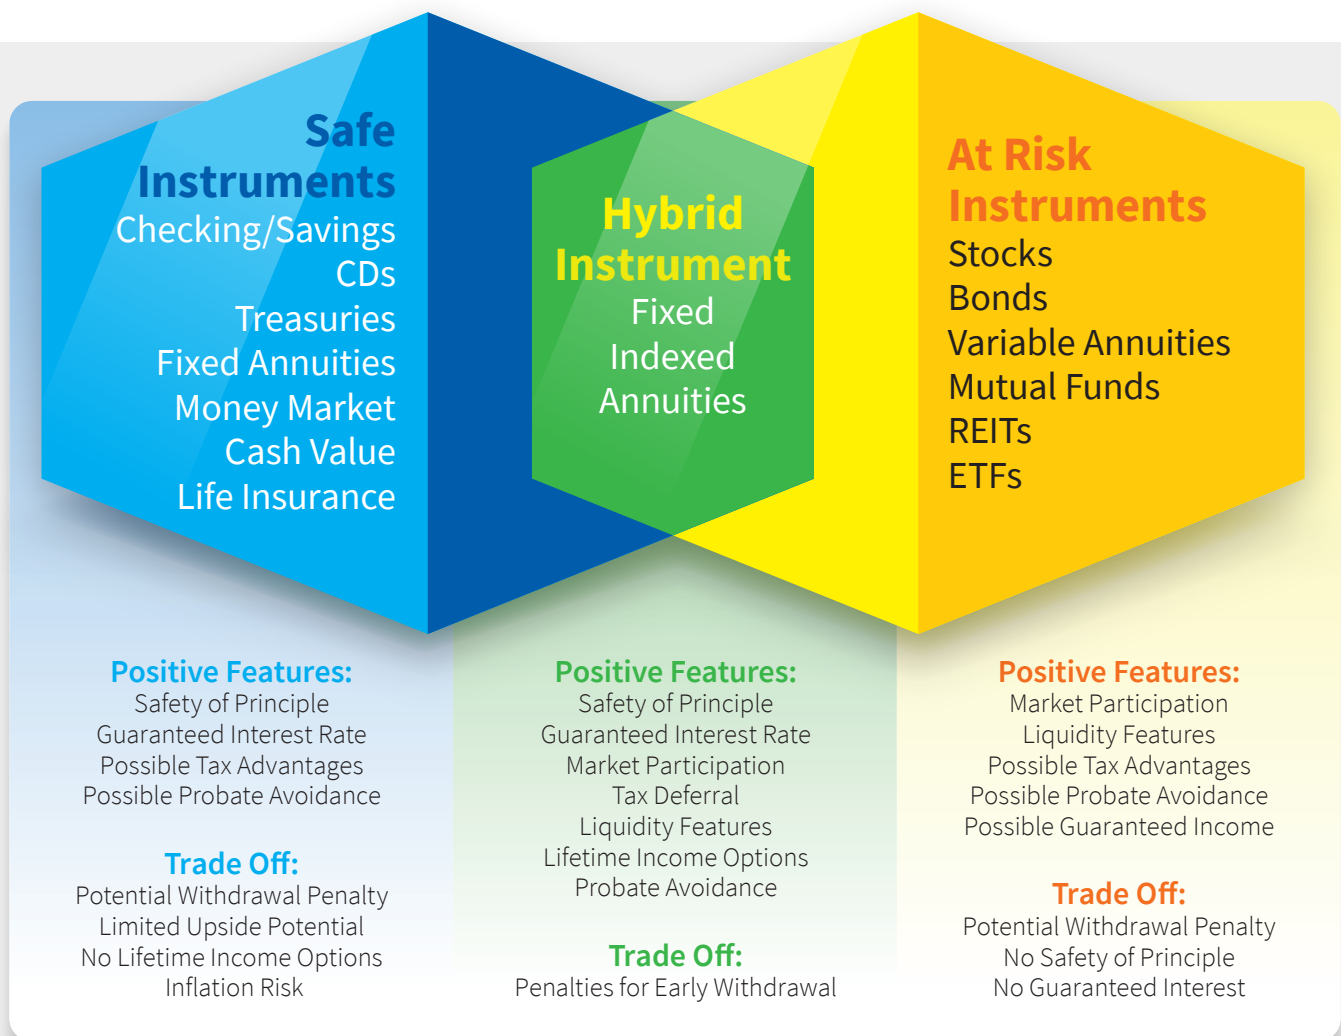 Safe
Instruments
Checking/Savings
CDs
Treasuries
Fixed Annuities
Money Market
Cash Value
Life Insurance
Hybrid
Instrument
Fixed
Indexed
Annuities
At Risk
Instruments
Stocks
Bonds
Variable Annuities
Mutual Funds
REITs
ETFs
Positive Features:
Safety of Principle
Guaranteed Interest Rate
Possible Tax Advantages
Possible Probate Avoidance
Trade Off:
Potential Withdrawal Penalty
Limited Upside Potential
No Lifetime Income Options
Inflation Risk
Positive Features:
Safety of Principle
Guaranteed Interest Rate
Market Participation
Tax Deferral
Liquidity Features
Lifetime Income Options
Probate Avoidance
Trade Off:
Penalties for Early Withdrawal
Positive Features:
Market Participation
Liquidity Features
Possible Tax Advantages
Possible Probate Avoidance
Possible Guaranteed Income
Trade Off:
Potential Withdrawal Penalty
No Safety of Principle
No Guaranteed Interest